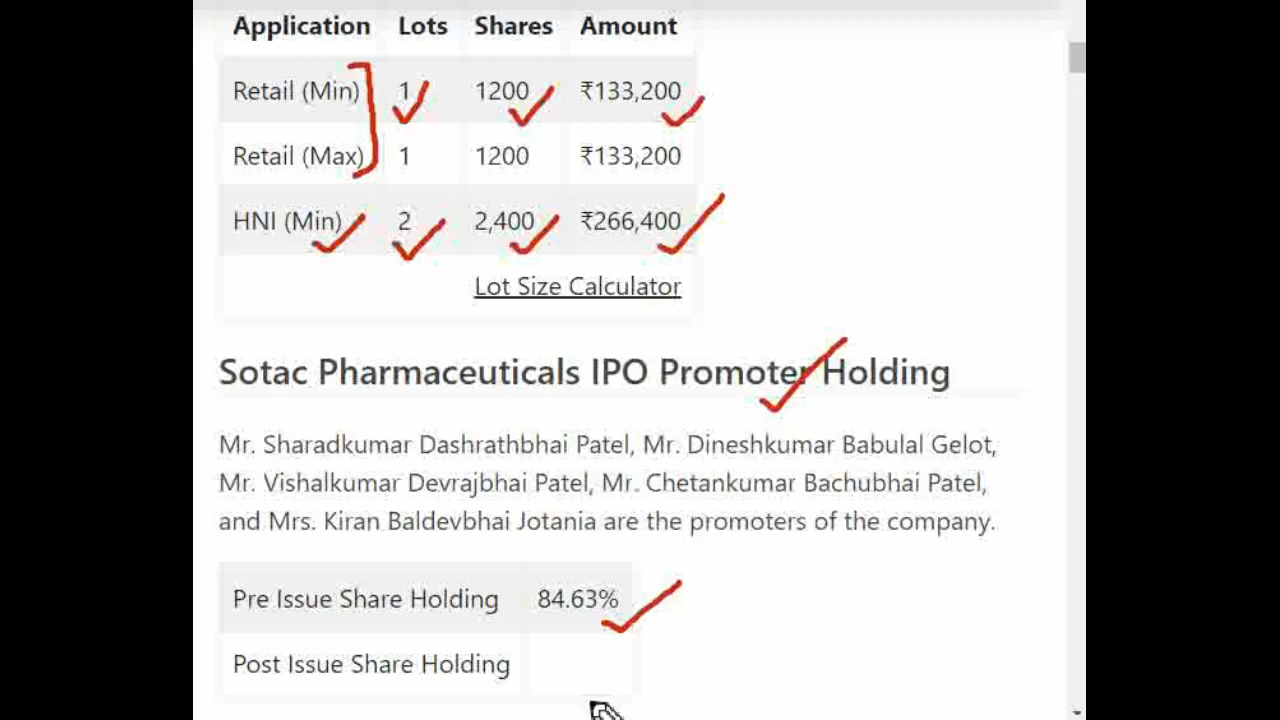 Application Lots Shares Amount
Retail (Min) 1 1200 ₹133,200
Retail (Max) 1 1200 ₹133,200
HNI (Min) 2 2,400 ₹266,400
Lot Size Calculator
Sotac Pharmaceuticals IPO Promoter Holding
Mr. Sharadkumar Dashrathbhai Patel, Mr. Dineshkumar Babulal Gelot,
Mr. Vishalkumar Devrajbhai Patel, Mr. Chetankumar Bachubhai Patel,
and Mrs. Kiran Baldevbhai Jotania are the promoters of the company.
Pre Issue Share Holding 84.63%
Post Issue Share Holding